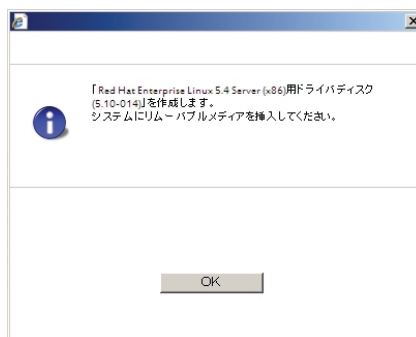 「Red Hat Enterprise Linux 5.4 Server (x86)用ドライバディスク
(5.10-014)」を作成します。
システムにリムーバブルメディアを挿入してください。
OK